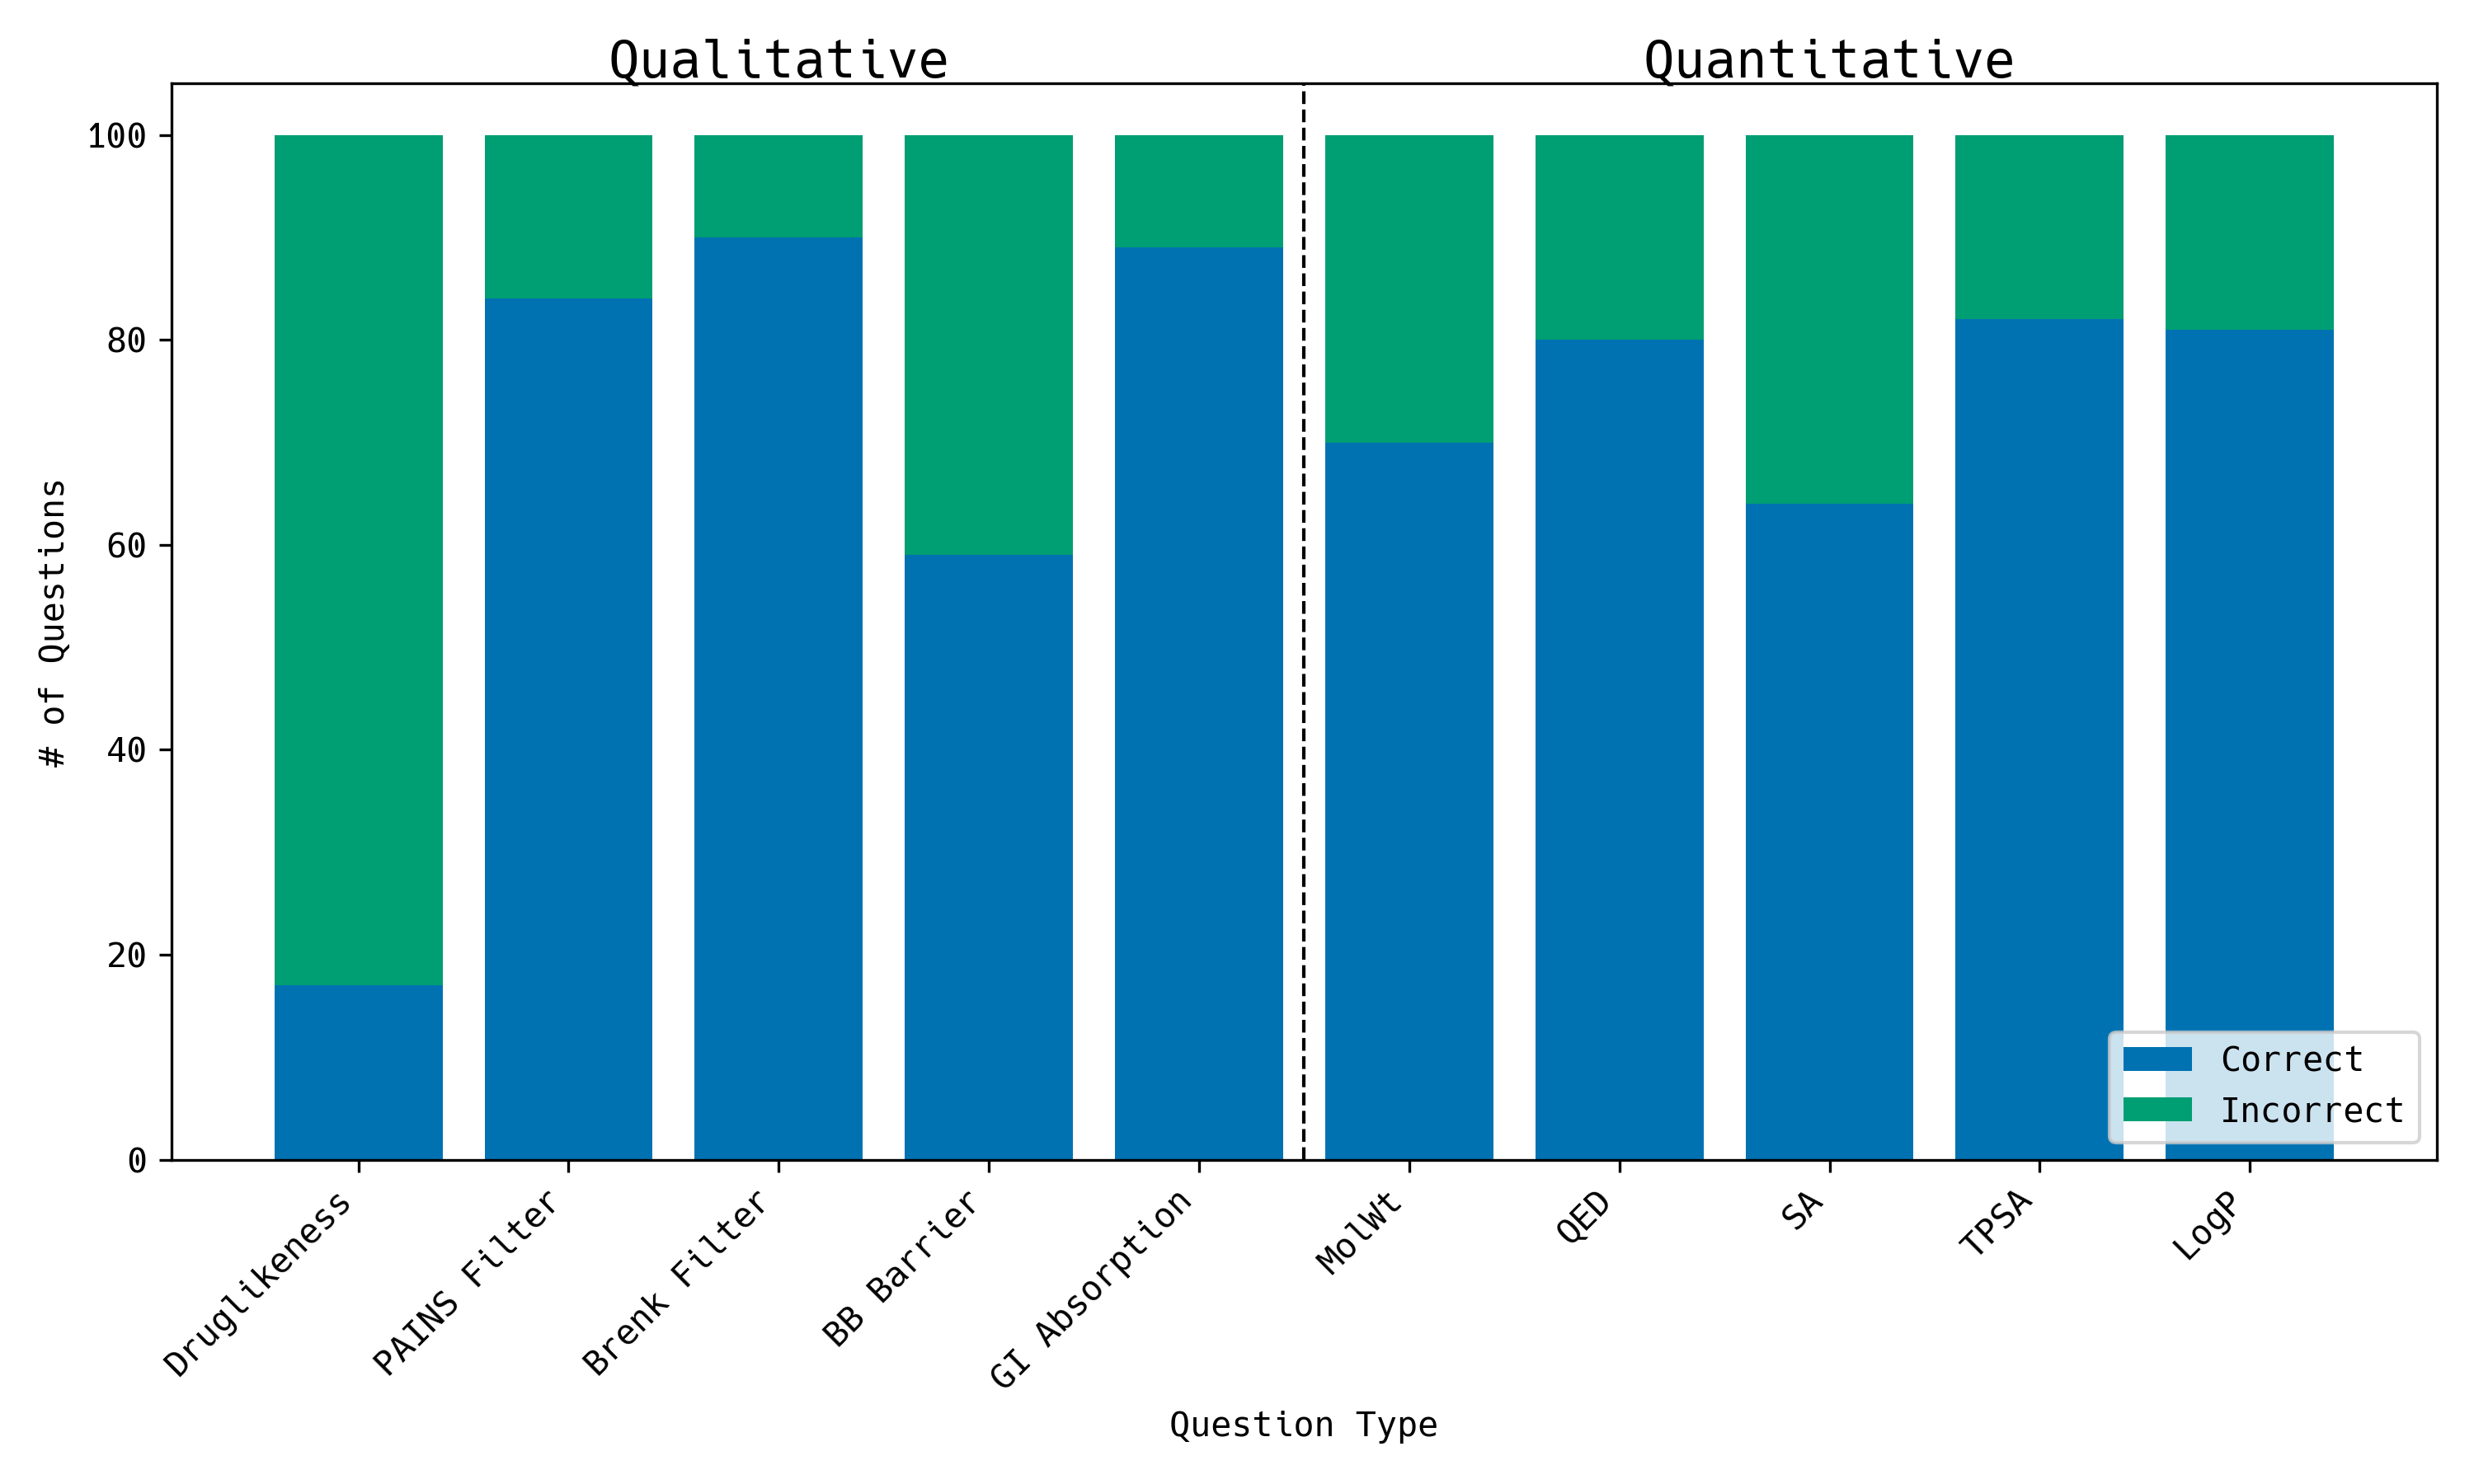 Qualitative
Quantitative
100
80
60
40
20
0
# of Questions
Correct
Incorrect
Druglikeness
PAINS Filter
Brenk Filter
BB Barrier
GI Absorption
MolWt
QED
SA
TPSA
LogP
Question Type